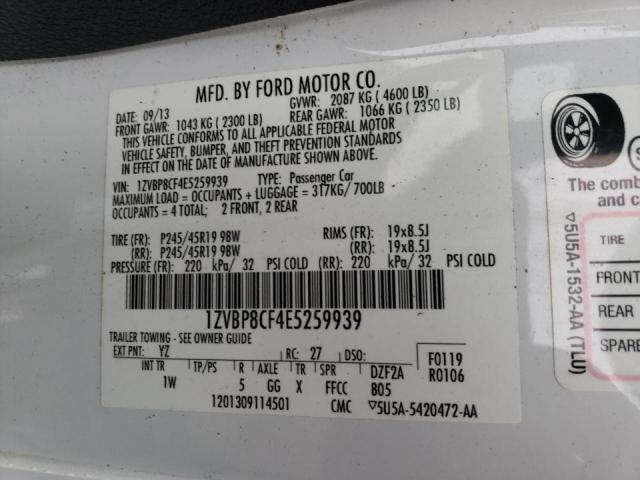 MFD. BY FORD MOTOR CO.
DATE: 09/13
GVWR: 2087 KG ( 4600 LB)
FRONT GAWR: 1043 KG ( 2300 LB)
REAR GAWR: 1066 KG ( 2350 LB)
THIS VEHICLE CONFORMS TO ALL APPLICABLE FEDERAL MOTOR
VEHICLE SAFETY, BUMPER, AND THEFT PREVENTION STANDARDS
IN EFFECT ON THE DATE OF MANUFACTURE SHOWN ABOVE
VIN: 1ZVBP8CF4E5259939 TYPE: Passenger Car
MAXIMUM LOAD = OCCUPANTS + LUGGAGE = 317KG/700LB
OCCUPANTS = 4 TOTAL: 2 FRONT, 2 REAR
TIRE (FR): P245/45R19 98W RIMS (FR): 19x8.5J
(RR): P245/45R19 98W (RR): 19x8.5J
PRESSURE (FR): 220 kPa/ 32 PSI COLD (RR): 220 kPa/ 32 PSI COLD
1ZVBP8CF4E5259939
TRAILER TOWING - SEE OWNER GUIDE
EXT PNT: YZ RC: 27 DSO: F0119
INT TR TP/PS R AXLE TR SPR DZF2A R0106
1W 5 GG X FFCC 805
1201309114501 CMC ▽5U5A-5420472-AA
The comb
and c
TIRE
FRONT
REAR
SPARE
▽5U5A-1532-AA (TLU)